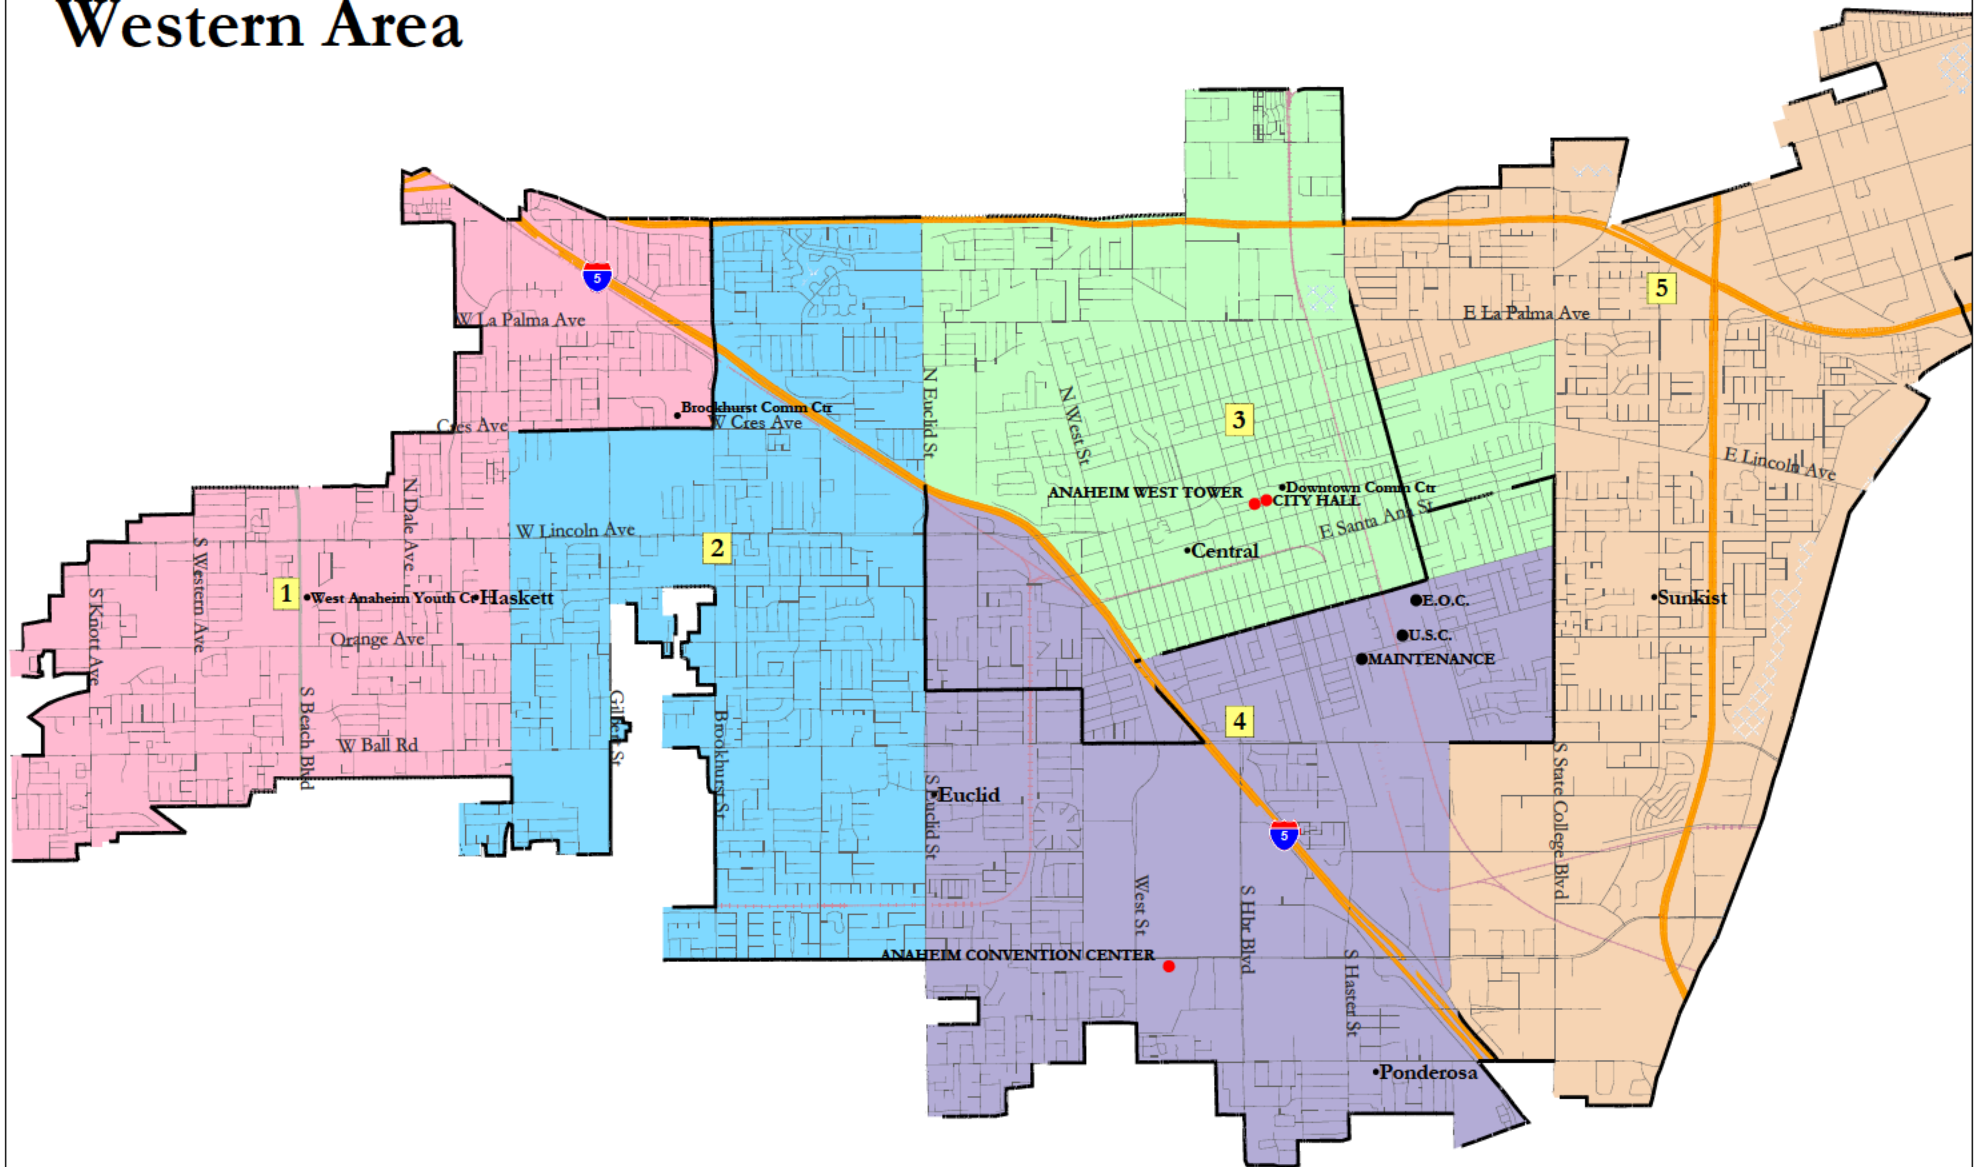 Western Area
5
5
W La Palma Ave
E La Palma Ave
Brookhurst Comm Ctr
W Cres Ave
Cres Ave
N Euclid St
N West St
3
E Lincoln Ave
N Dale Ave
ANAHEIM WEST TOWER
Downtown Comm Ctr
CITY HALL
E Santa Ana St
W Lincoln Ave
2
Central
S Western Ave
S Knott Ave
1
West Anaheim Youth Ct
Haskett
E.O.C.
Sunkist
Orange Ave
U.S.C.
MAINTENANCE
S Beach Blvd
Gilbert St
Brookhurst St
4
W Ball Rd
S State College Blvd
Euclid
S Euclid St
5
West St
S Hbr Blvd
S Haster St
ANAHEIM CONVENTION CENTER
Ponderosa